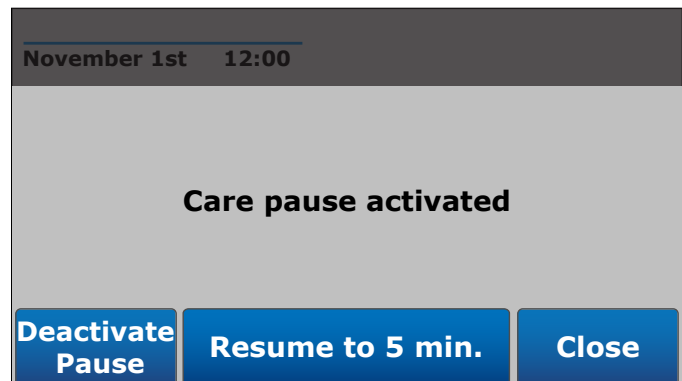 November 1st 12:00
Care pause activated
Deactivate
Pause
Resume to 5 min.
Close